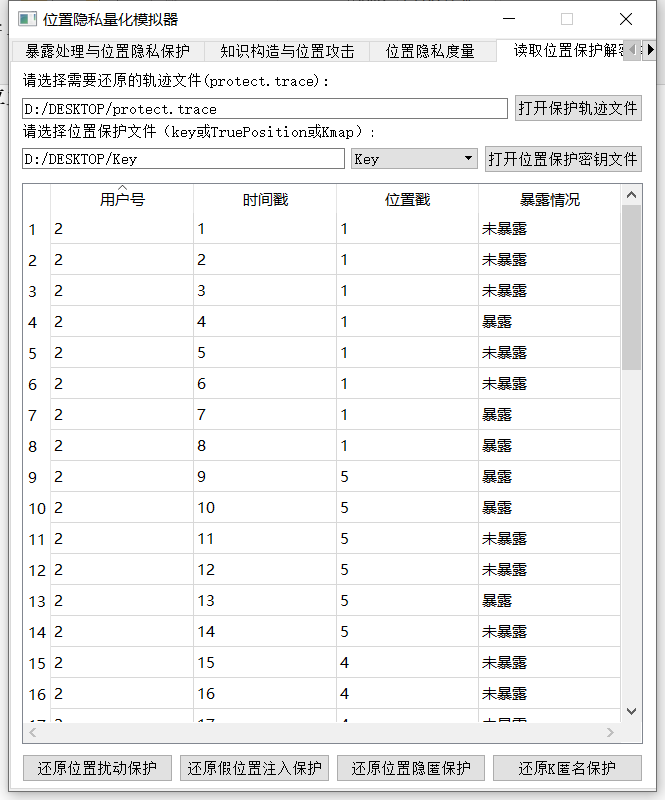 位置隐私量化模拟器
暴露处理与位置隐私保护 知识构造与位置攻击 位置隐私度量 读取位置保护解密
请选择需要还原的轨迹文件(protect.trace):
D:/DESKTOP/protect.trace 打开保护轨迹文件
请选择位置保护文件（key或TruePosition或Kmap）:
D:/DESKTOP/Key Key 打开位置保护密钥文件
用户号 时间戳 位置戳 暴露情况
1 2 1 1 未暴露
2 2 2 1 未暴露
3 2 3 1 未暴露
4 2 4 1 暴露
5 2 5 1 未暴露
6 2 6 1 未暴露
7 2 7 1 暴露
8 2 8 1 暴露
9 2 9 5 暴露
10 2 10 5 暴露
11 2 11 5 未暴露
12 2 12 5 未暴露
13 2 13 5 暴露
14 2 14 5 未暴露
15 2 15 4 未暴露
16 2 16 4 未暴露
17 2 17 4 未暴露
还原位置扰动保护 还原假位置注入保护 还原位置隐匿保护 还原K匿名保护